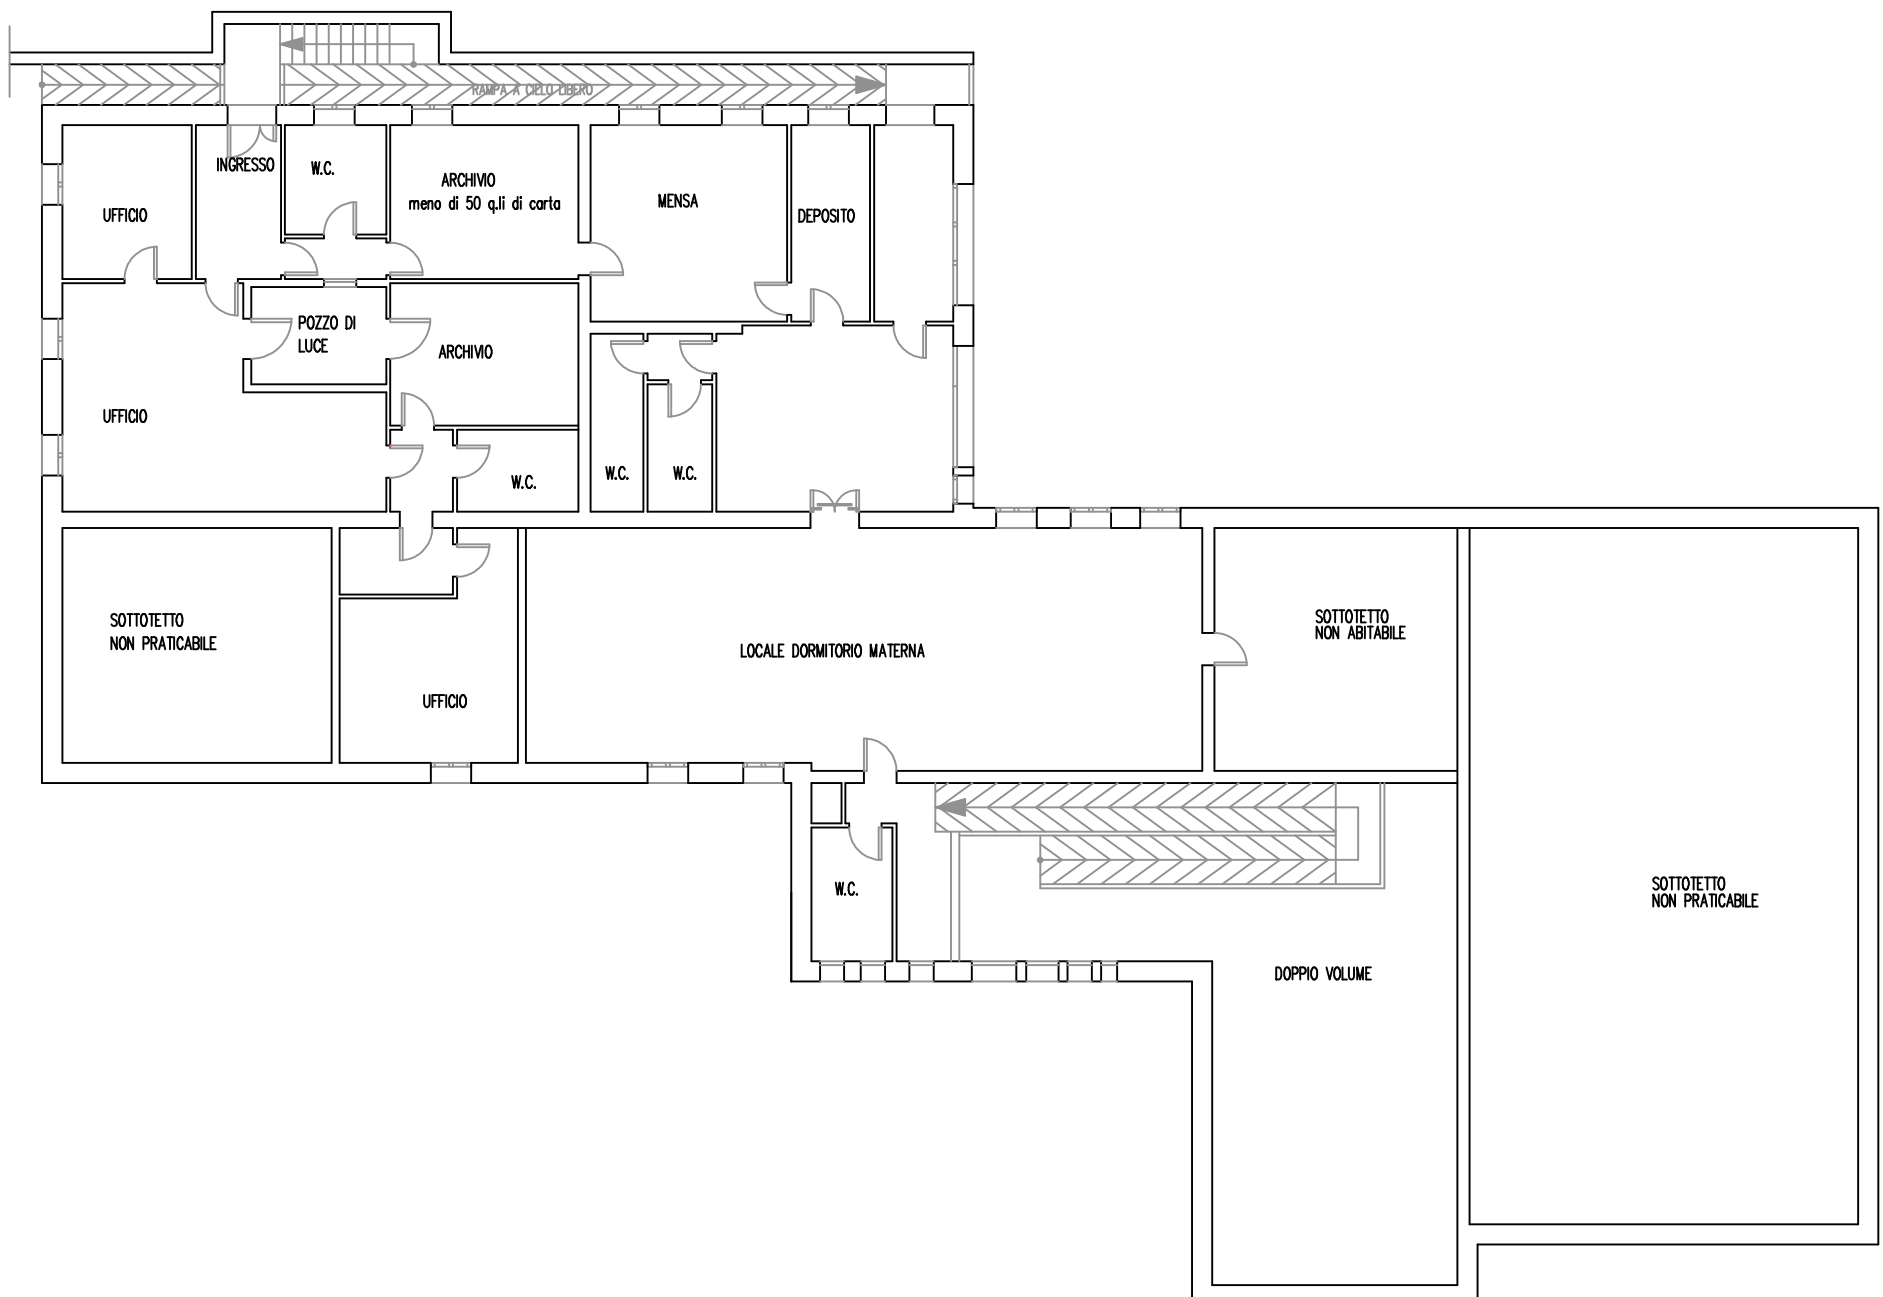 RAMPA A CIELO LIBERO
INGRESSO
W.C.
ARCHIVIO
meno di 50 q.li di carta
MENSA
DEPOSITO
UFFICIO
POZZO DI
LUCE
ARCHIVIO
UFFICIO
W.C.
W.C.
W.C.
SOTTOTETTO
NON PRATICABILE
UFFICIO
LOCALE DORMITORIO MATERNA
SOTTOTETTO
NON ABITABILE
W.C.
SOTTOTETTO
NON PRATICABILE
DOPPIO VOLUME